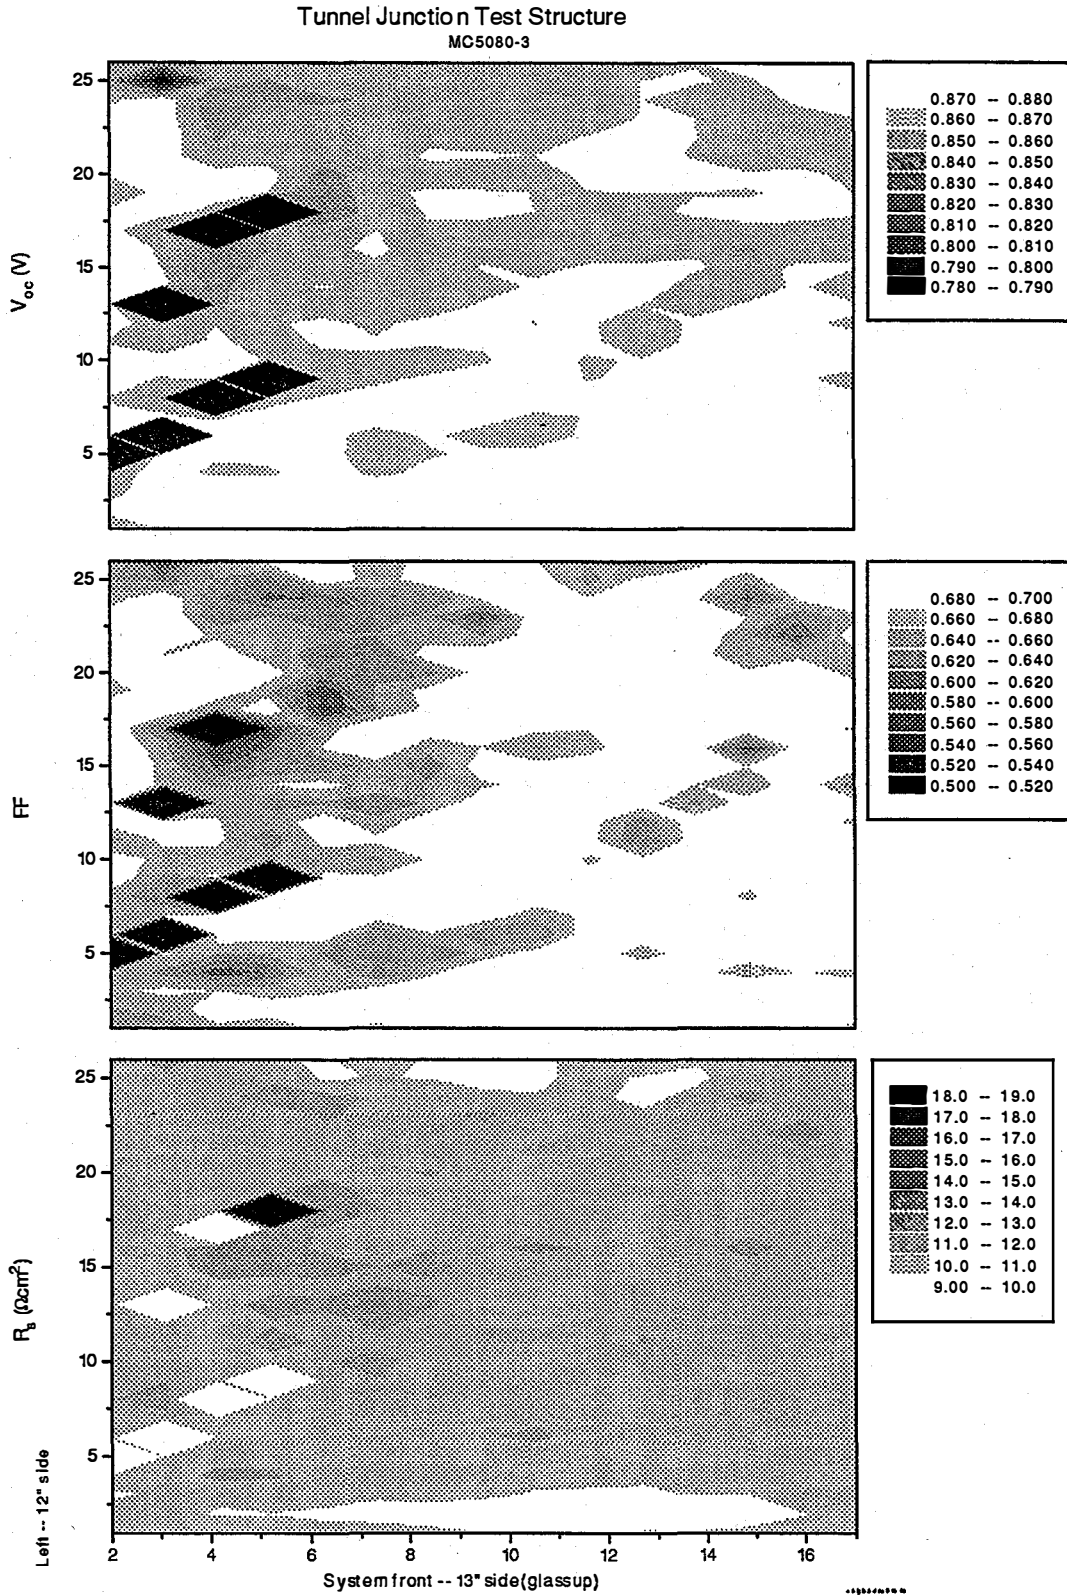 Tunnel Junction Test Structure
MC5080-3
25
20
15
10
5
Voc (V)
0.870 -- 0.880
0.860 -- 0.870
0.850 -- 0.860
0.840 -- 0.850
0.830 -- 0.840
0.820 -- 0.830
0.810 -- 0.820
0.800 -- 0.810
0.790 -- 0.800
0.780 -- 0.790
25
20
15
10
5
FF
0.680 -- 0.700
0.660 -- 0.680
0.640 -- 0.660
0.620 -- 0.640
0.600 -- 0.620
0.580 -- 0.600
0.560 -- 0.580
0.540 -- 0.560
0.520 -- 0.540
0.500 -- 0.520
25
20
15
10
5
Rs (Ωcm²)
Left -- 12" side
18.0 -- 19.0
17.0 -- 18.0
16.0 -- 17.0
15.0 -- 16.0
14.0 -- 15.0
13.0 -- 14.0
12.0 -- 13.0
11.0 -- 12.0
10.0 -- 11.0
9.00 -- 10.0
2 4 6 8 10 12 14 16
System front -- 13" side(glass up)